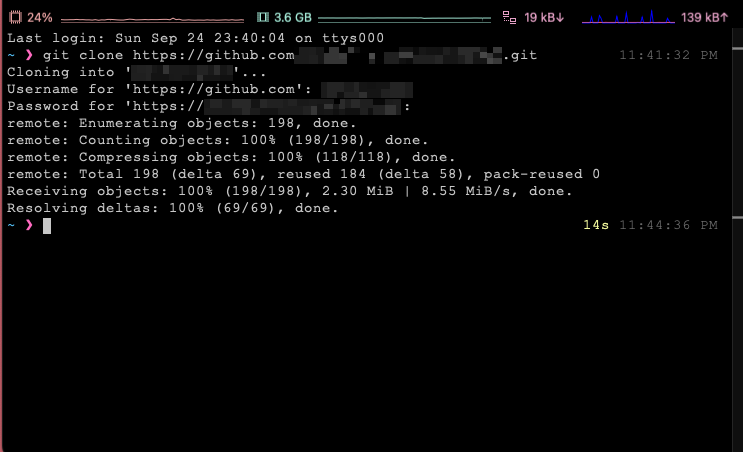 24% 3.6 GB 19 kB↓ 139 kB↑
Last login: Sun Sep 24 23:40:04 on ttys000
~ ❯ git clone https://github.com .git 11:41:32 PM
Cloning into ' '...
Username for 'https://github.com':
Password for 'https:// :
remote: Enumerating objects: 198, done.
remote: Counting objects: 100% (198/198), done.
remote: Compressing objects: 100% (118/118), done.
remote: Total 198 (delta 69), reused 184 (delta 58), pack-reused 0
Receiving objects: 100% (198/198), 2.30 MiB | 8.55 MiB/s, done.
Resolving deltas: 100% (69/69), done.
~ ❯ 14s 11:44:36 PM